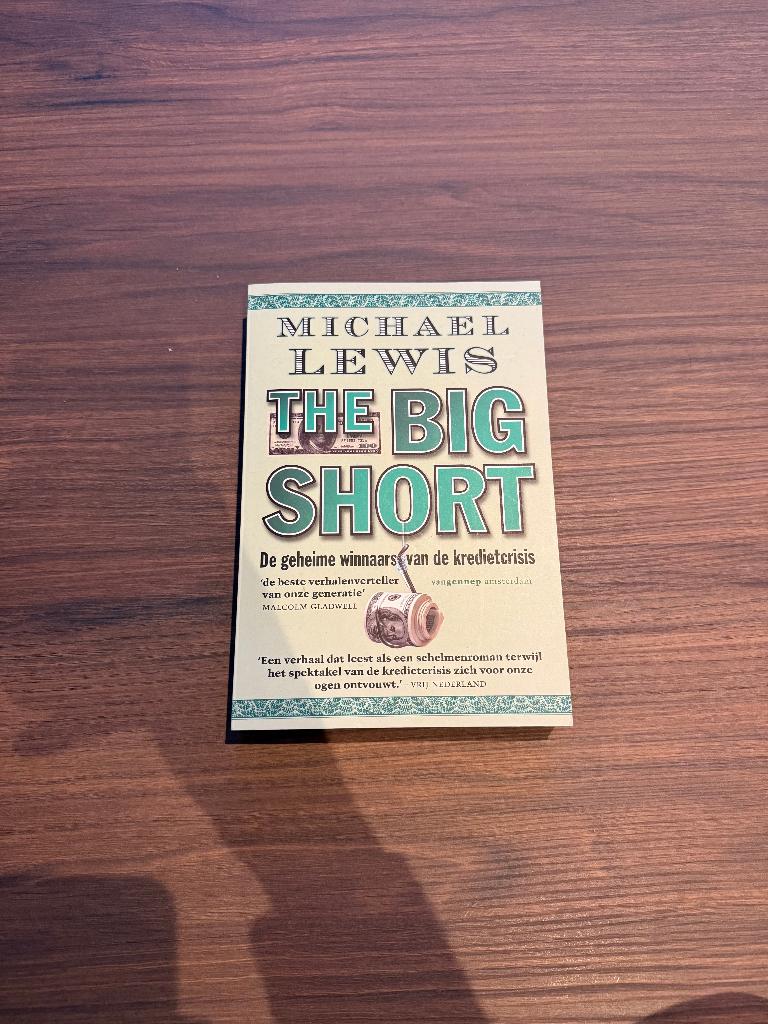 MICHAEL
LEWIS
THE BIG
SHORT
De geheime winnaars van de kredietcrisis
'de beste verhalenverteller
van onze generatie'
MALCOLM GLADWELL
vangennep amsterdam
'Een verhaal dat leest als een schelmenroman terwijl
het spektakel van de kredietcrisis zich voor onze
ogen ontvouwt.' – VRIJ NEDERLAND